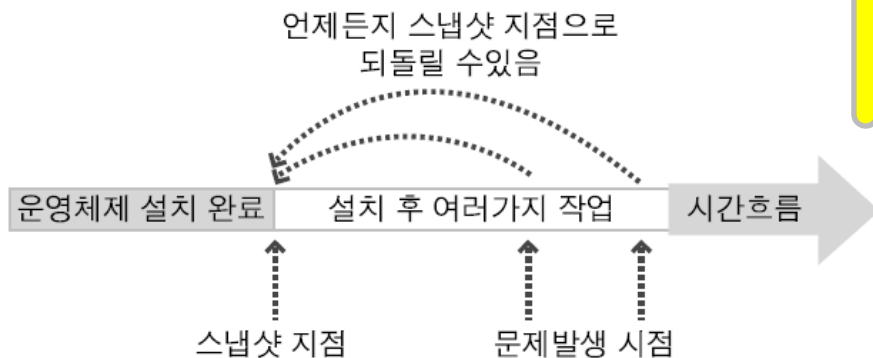 언제든지 스냅샷 지점으로
되돌릴 수있음
운영체제 설치 완료
설치 후 여러가지 작업
시간흐름
스냅샷 지점
문제발생 시점